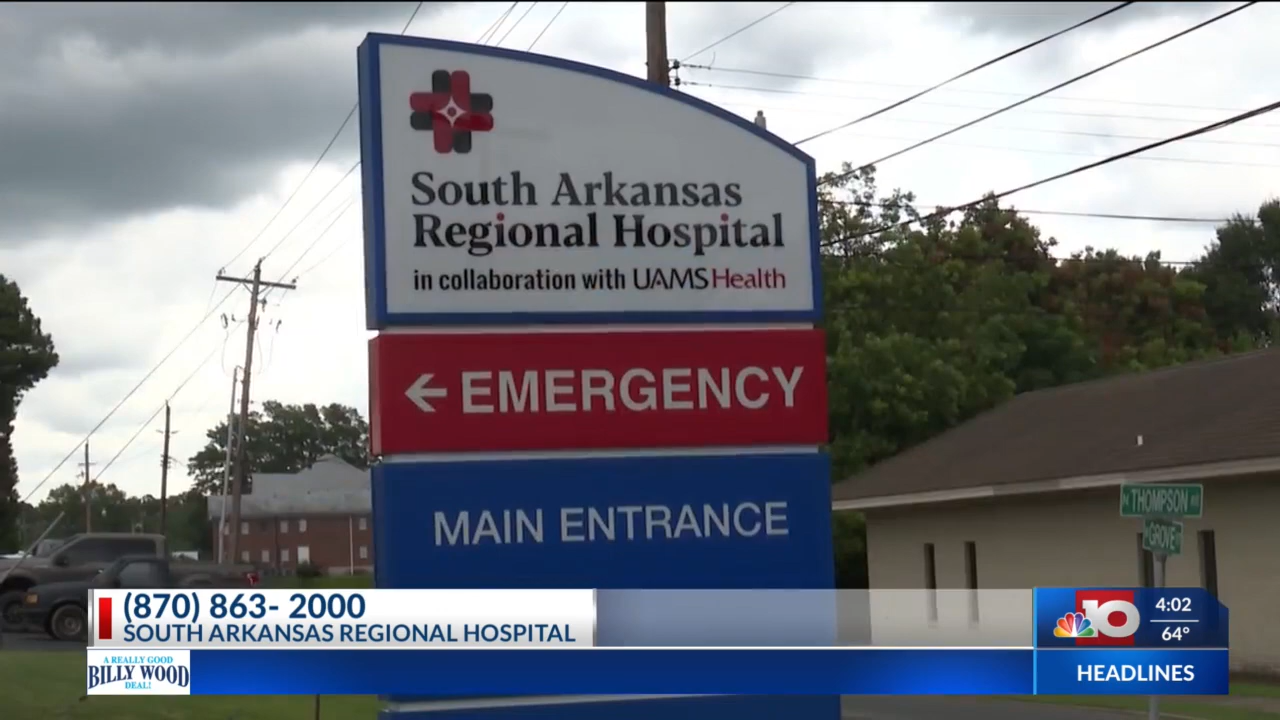 South Arkansas
Regional Hospital
in collaboration with UAMS Health
← EMERGENCY
MAIN ENTRANCE
N THOMPSON AVE
GROVE
(870) 863- 2000
SOUTH ARKANSAS REGIONAL HOSPITAL
A REALLY GOOD
BILLY WOOD
DEAL!
10
4:02
64°
HEADLINES